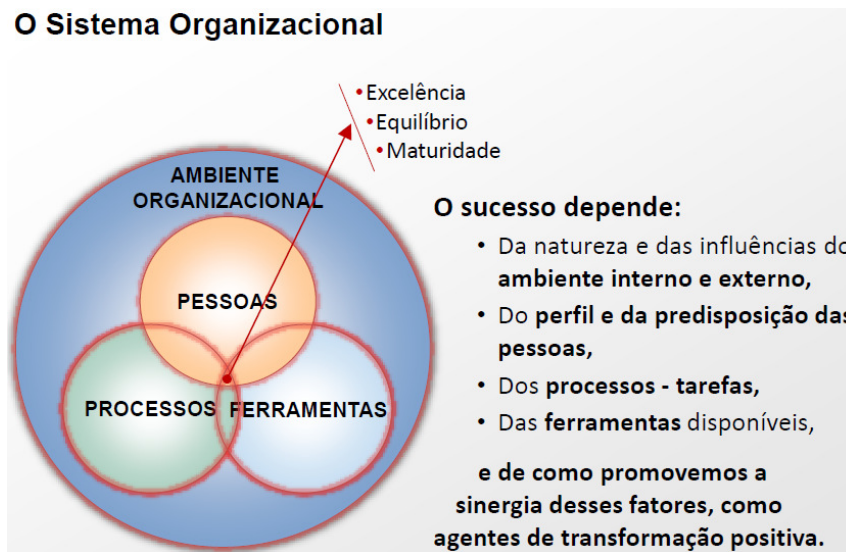 O Sistema Organizacional
•Excelência
•Equilíbrio
•Maturidade
AMBIENTE
ORGANIZACIONAL
PESSOAS
PROCESSOS
FERRAMENTAS
O sucesso depende:
• Da natureza e das influências do
ambiente interno e externo,
• Do perfil e da predisposição das
pessoas,
• Dos processos - tarefas,
• Das ferramentas disponíveis,
e de como promovemos a
sinergia desses fatores, como
agentes de transformação positiva.